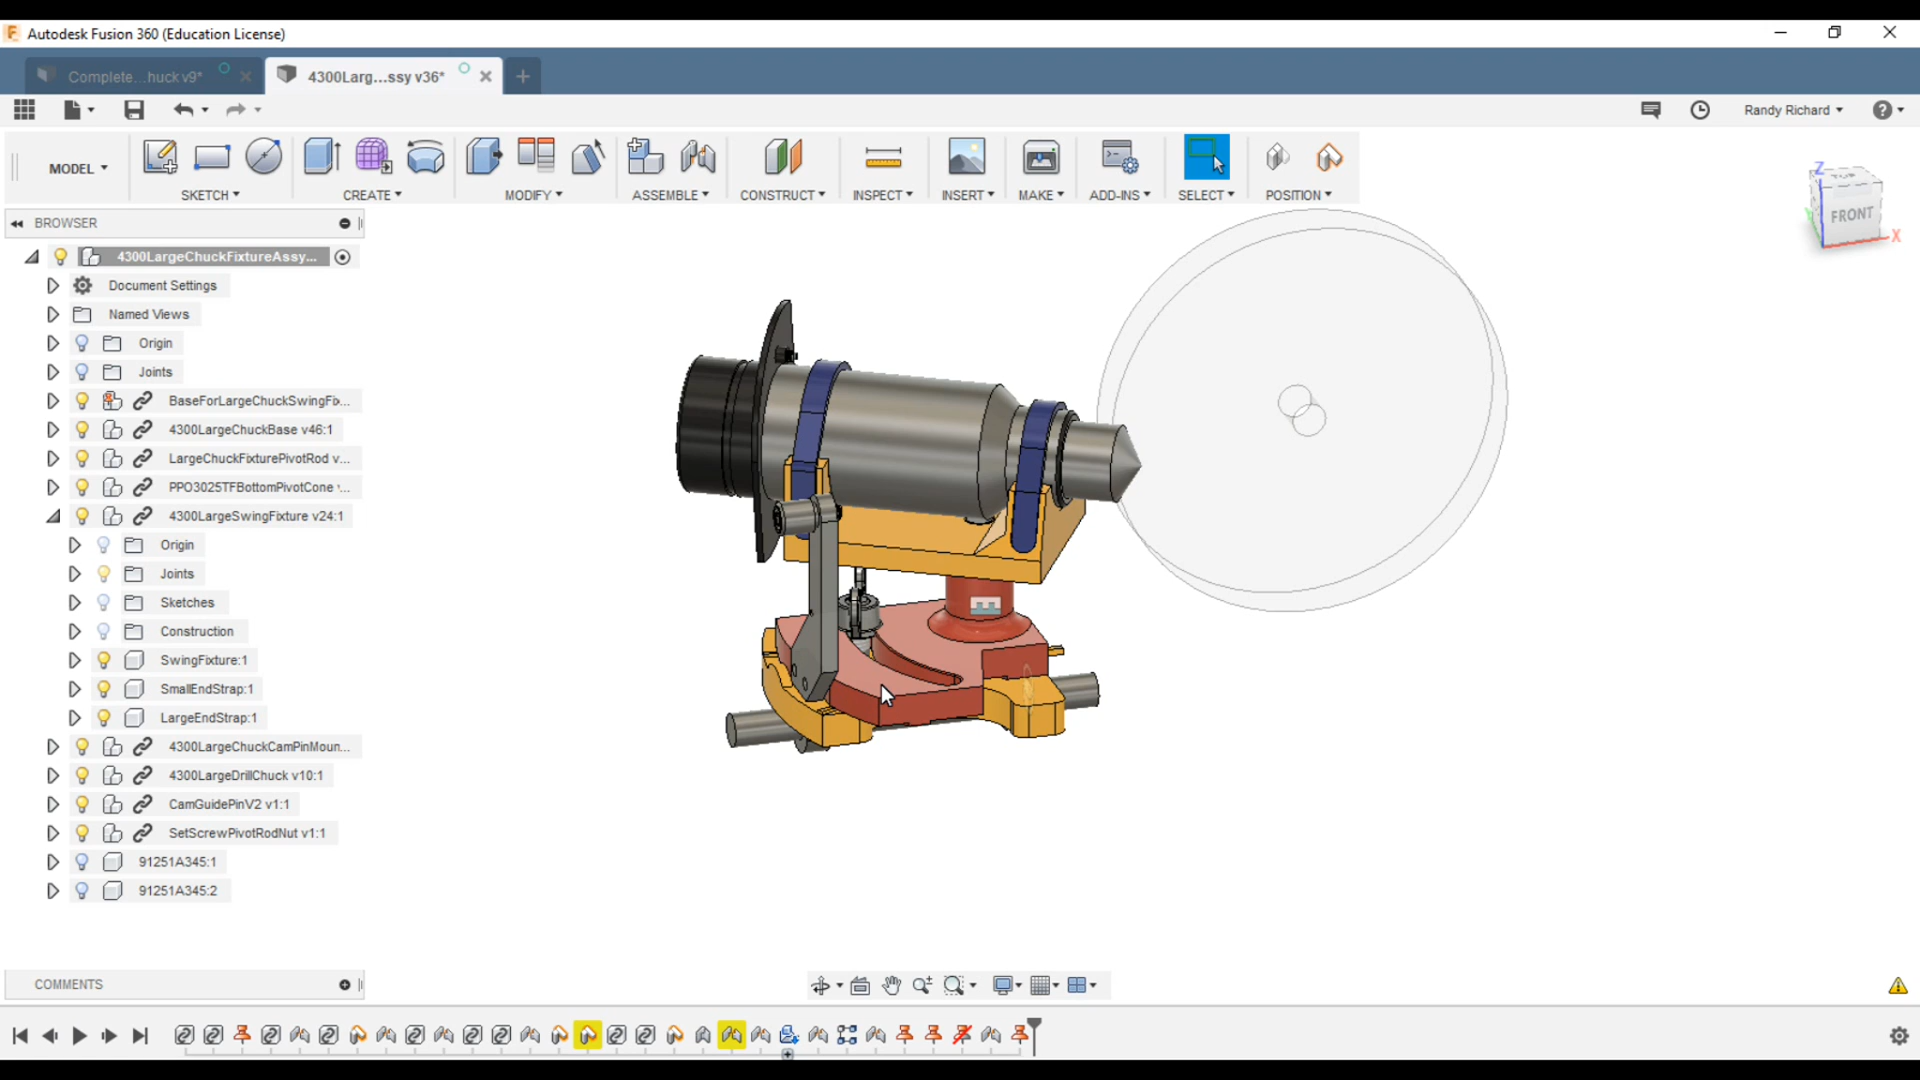 Autodesk Fusion 360 (Education License)
Complete...huck v9*
4300Larg...ssy v36*
Randy Richard
MODEL
SKETCH
CREATE
MODIFY
ASSEMBLE
CONSTRUCT
INSPECT
INSERT
MAKE
ADD-INS
SELECT
POSITION
BROWSER
4300LargeChuckFixtureAssy...
Document Settings
Named Views
Origin
Joints
BaseForLargeChuckSwingFix...
4300LargeChuckBase v46:1
LargeChuckFixturePivotRod v...
PPO3025TFBottomPivotCone
4300LargeSwingFixture v24:1
Origin
Joints
Sketches
Construction
SwingFixture:1
SmallEndStrap:1
LargeEndStrap:1
4300LargeChuckCamPinMoun...
4300LargeDrillChuck v10:1
CamGuidePinV2 v1:1
SetScrewPivotRodNut v1:1
91251A345:1
91251A345:2
Z
TOP
FRONT
X
COMMENTS